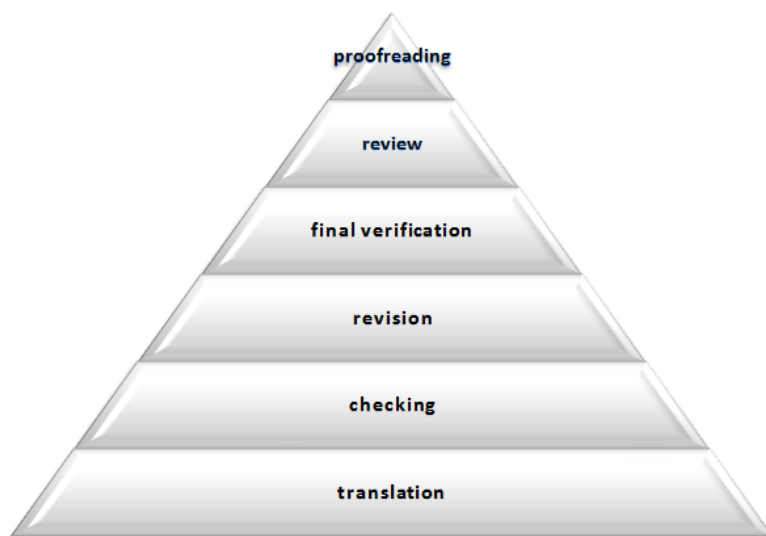 proofreading
review
final verification
revision
checking
translation